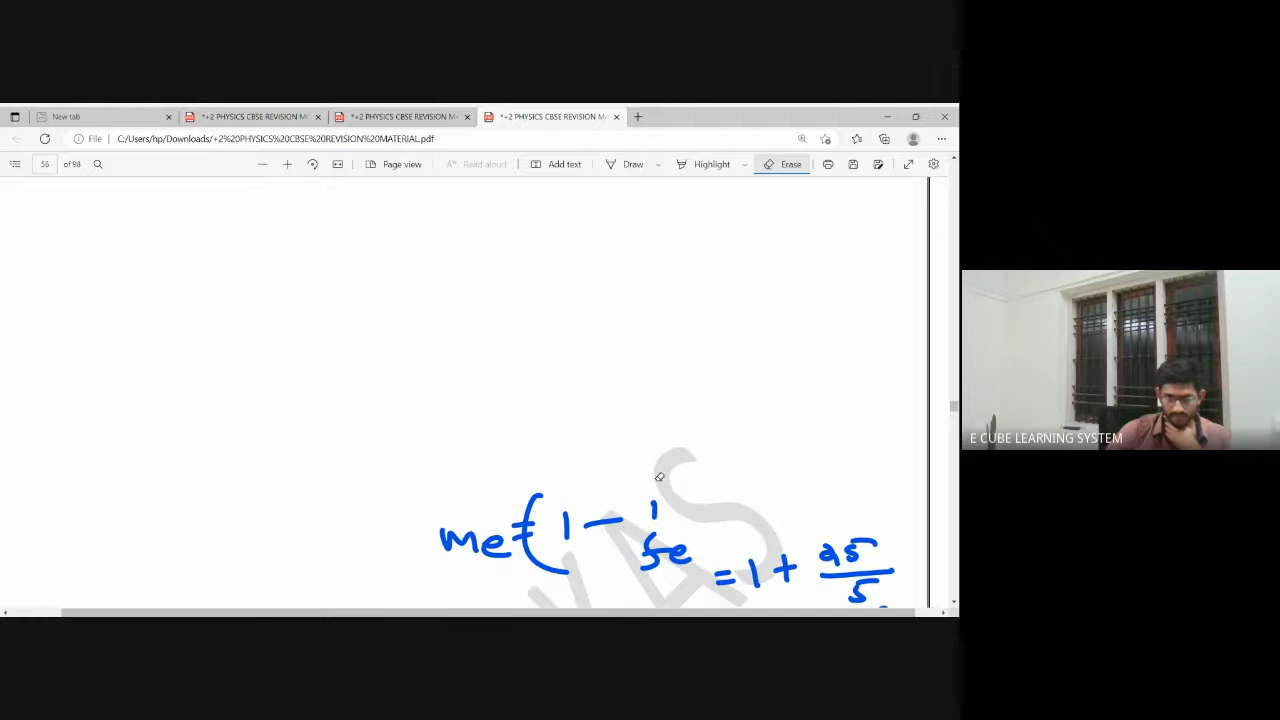 New tab
*+2 PHYSICS CBSE REVISION M
*+2 PHYSICS CBSE REVISION M
*+2 PHYSICS CBSE REVISION MA
File
C:/Users/hp/Downloads/+2%20PHYSICS%20CBSE%20REVISION%20MATERIAL.pdf
56 of 98
Page view
Read aloud
Add text
Draw
Highlight
Erase
me = ( 1 — 1
= 1 + 25
5
KAS
E CUBE LEARNING SYSTEM